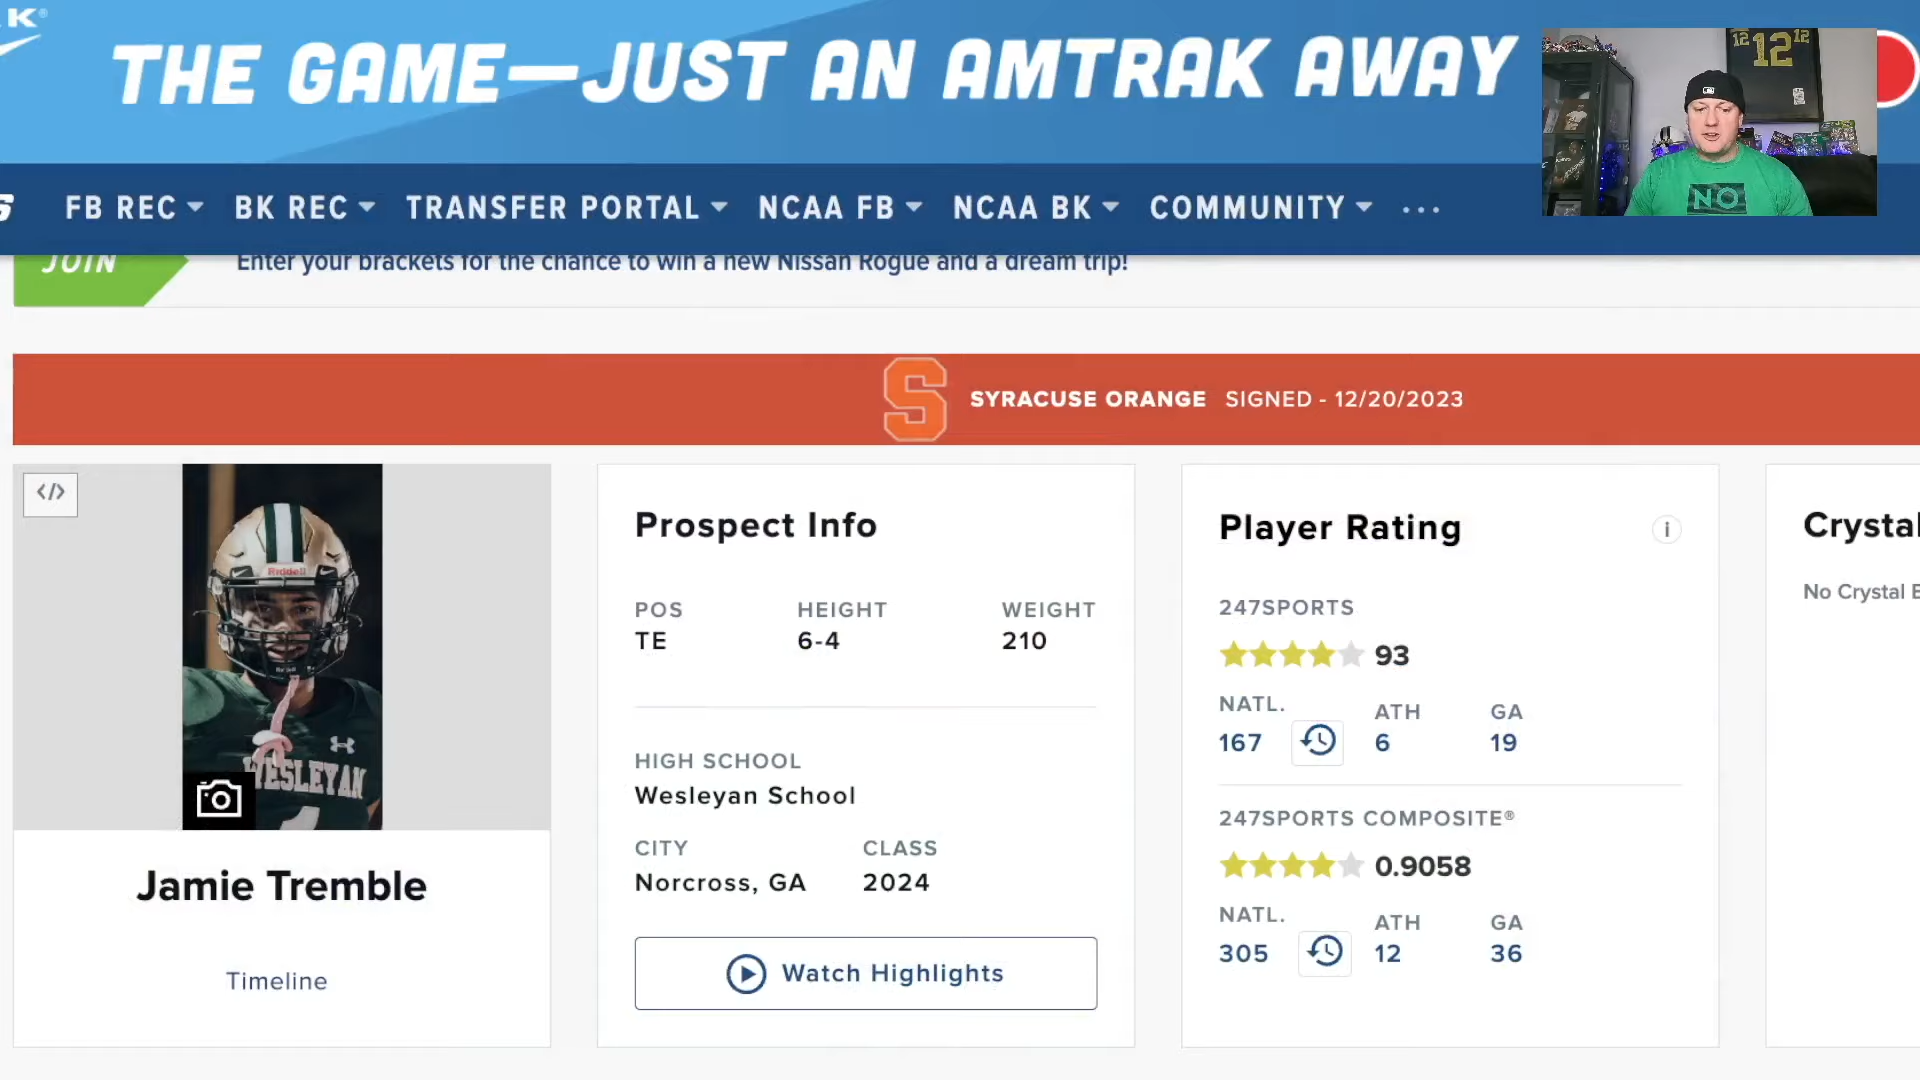 K®
THE GAME—JUST AN AMTRAK AWAY
12 12 12
NO
S FB REC BK REC TRANSFER PORTAL NCAA FB NCAA BK COMMUNITY ...
JOIN Enter your brackets for the chance to win a new Nissan Rogue and a dream trip!
S SYRACUSE ORANGE SIGNED - 12/20/2023
</>
Riddell
WESLEYAN
Jamie Tremble
Timeline
Prospect Info
POS HEIGHT WEIGHT
TE 6-4 210
HIGH SCHOOL
Wesleyan School
CITY CLASS
Norcross, GA 2024
Watch Highlights
Player Rating i
247SPORTS
93
NATL. ATH GA
167 6 19
247SPORTS COMPOSITE®
0.9058
NATL. ATH GA
305 12 36
Crystal
No Crystal